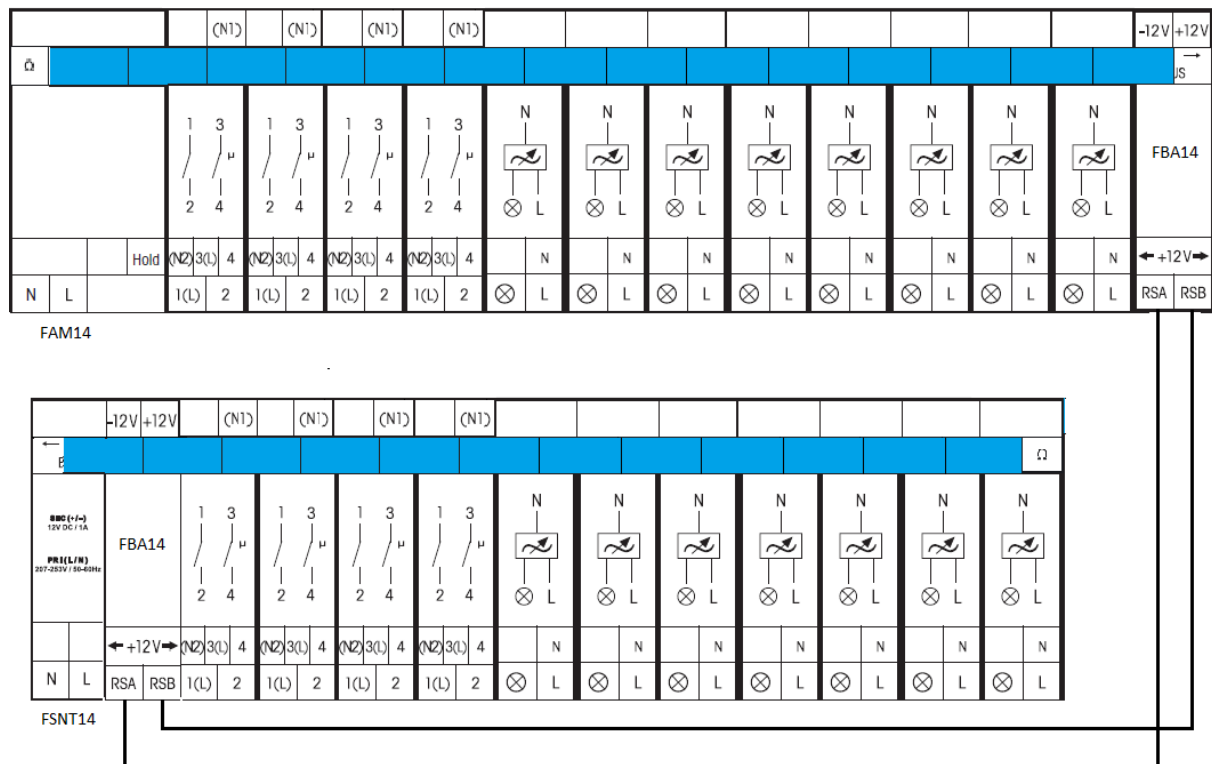 (N1) (N1) (N1) (N1) -12V +12V
Ω →
1 3 1 3 1 3 1 3 N N N N N N N N
µ µ µ µ FBA14
2 4 2 4 2 4 2 4 L L L L L L L L
Hold (N2) 3(L) 4 (N2) 3(L) 4 (N2) 3(L) 4 (N2) 3(L) 4 N N N N N N N N ← +12V →
N L 1(L) 2 1(L) 2 1(L) 2 1(L) 2 L L L L L L L L RSA RSB
FAM14
-12V +12V (N1) (N1) (N1) (N1)
← Ω
1 3 1 3 1 3 1 3 N N N N N N N
SEC (+/-)
12V DC / 1A
FBA14 µ µ µ µ
PRI(L/N)
207-253V / 50-60Hz
2 4 2 4 2 4 2 4 L L L L L L L
← +12V → (N2) 3(L) 4 (N2) 3(L) 4 (N2) 3(L) 4 (N2) 3(L) 4 N N N N N N N
N L RSA RSB 1(L) 2 1(L) 2 1(L) 2 1(L) 2 L L L L L L L
FSNT14